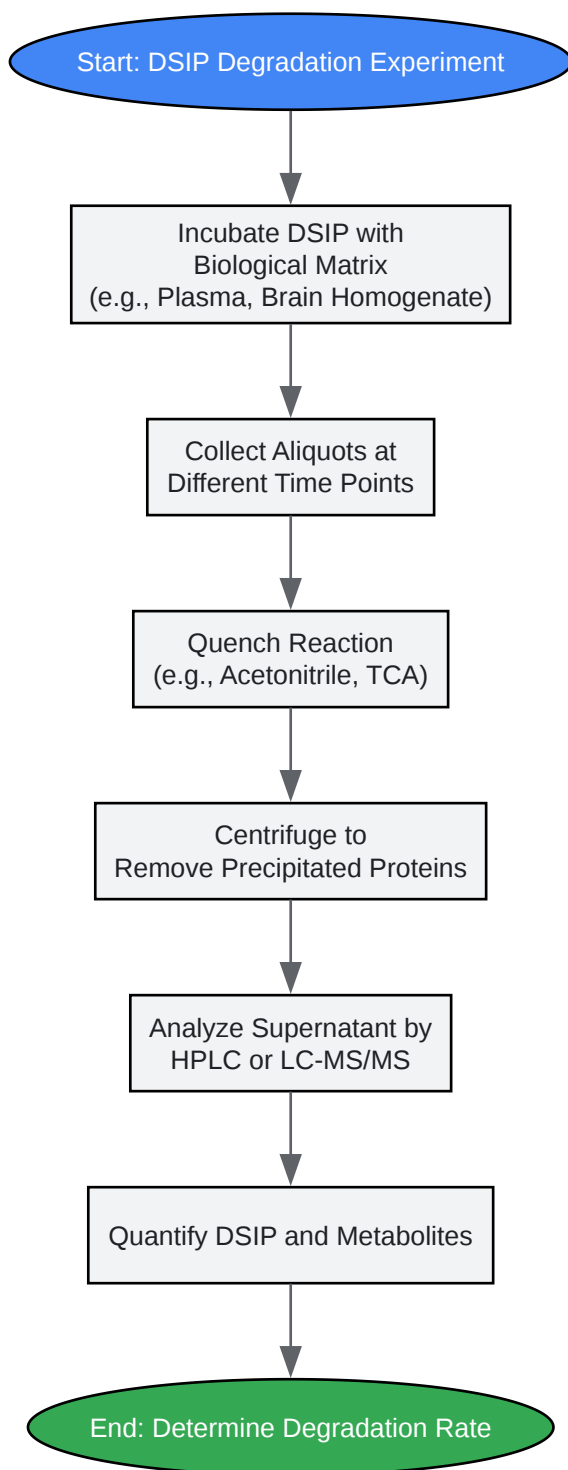 Start: DSIP Degradation Experiment
Incubate DSIP with
Biological Matrix
(e.g., Plasma, Brain Homogenate)
Collect Aliquots at
Different Time Points
Quench Reaction
(e.g., Acetonitrile, TCA)
Centrifuge to
Remove Precipitated Proteins
Analyze Supernatant by
HPLC or LC-MS/MS
Quantify DSIP and Metabolites
End: Determine Degradation Rate